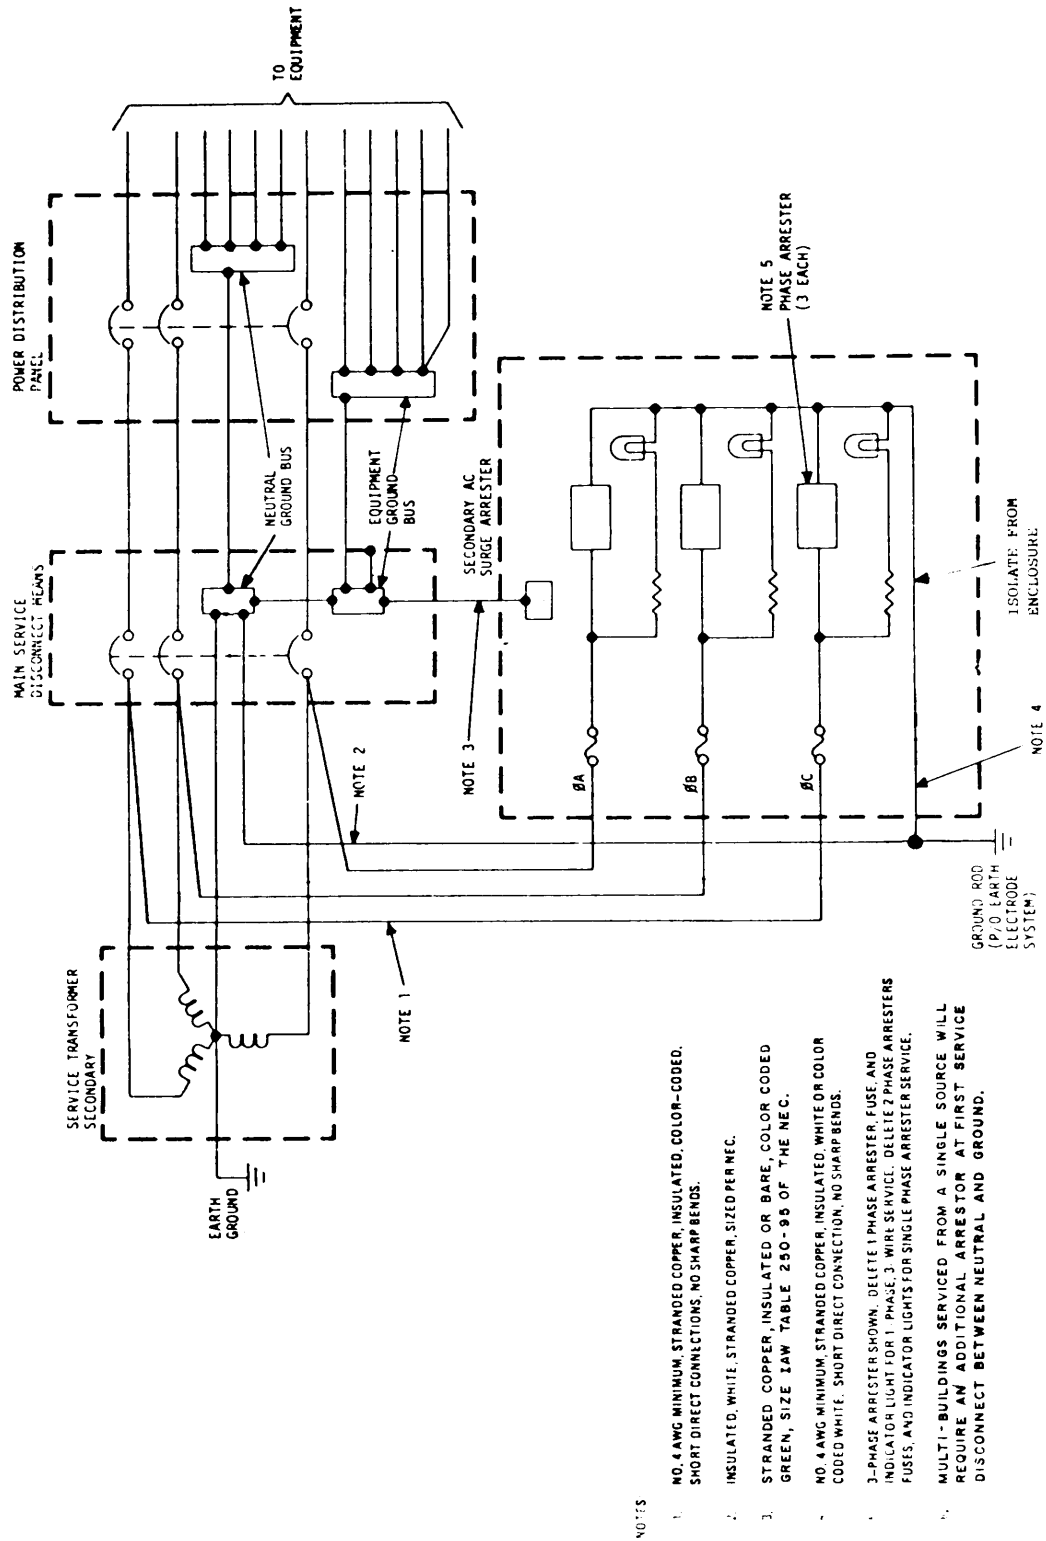 SERVICE TRANSFORMER
SECONDARY
EARTH
GROUND
MAIN SERVICE
DISCONNECT MEANS
POWER DISTRIBUTION
PANEL
TO
EQUIPMENT
NEUTRAL
GROUND BUS
EQUIPMENT
GROUND
BUS
SECONDARY AC
SURGE ARRESTER
NOTE 1
NOTE 2
NOTE 3
NOTE 4
NOTE 5
PHASE ARRESTER
(3 EACH)
ØA
ØB
ØC
ISOLATE FROM
ENCLOSURE
GROUND ROD
(P/O EARTH
ELECTRODE
SYSTEM)
NOTES
1. NO. 4 AWG MINIMUM, STRANDED COPPER, INSULATED, COLOR-CODED.
SHORT DIRECT CONNECTIONS, NO SHARP BENDS.
2. INSULATED, WHITE, STRANDED COPPER, SIZED PER NEC.
3. STRANDED COPPER, INSULATED OR BARE, COLOR CODED
GREEN, SIZE IAW TABLE 250-95 OF THE NEC.
NO. 4 AWG MINIMUM, STRANDED COPPER, INSULATED, WHITE OR COLOR
CODED WHITE. SHORT DIRECT CONNECTION, NO SHARP BENDS.
3-PHASE ARRESTER SHOWN. DELETE 1 PHASE ARRESTER, FUSE, AND
INDICATOR LIGHT FOR 1-PHASE, 3-WIRE SERVICE. DELETE 2 PHASE ARRESTERS
FUSES, AND INDICATOR LIGHTS FOR SINGLE PHASE ARRESTER SERVICE.
MULTI-BUILDINGS SERVICED FROM A SINGLE SOURCE WILL
REQUIRE AN ADDITIONAL ARRESTOR AT FIRST SERVICE
DISCONNECT BETWEEN NEUTRAL AND GROUND.